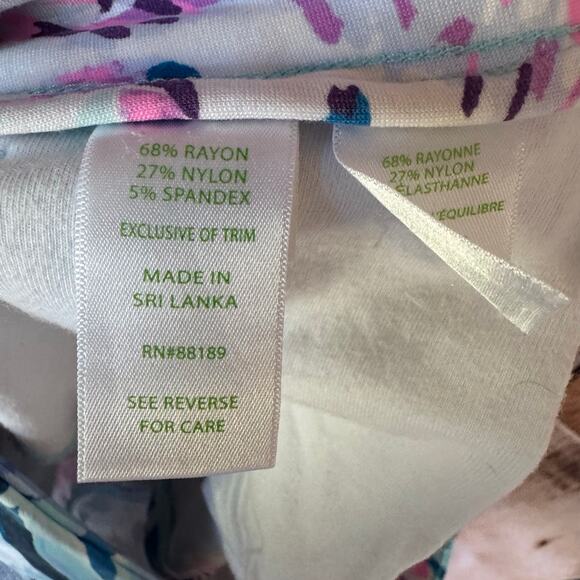 68% RAYON
27% NYLON
5% SPANDEX
EXCLUSIVE OF TRIM
MADE IN
SRI LANKA
RN#88189
SEE REVERSE
FOR CARE
68% RAYONNE
27% NYLON
ÉLASTHANNE